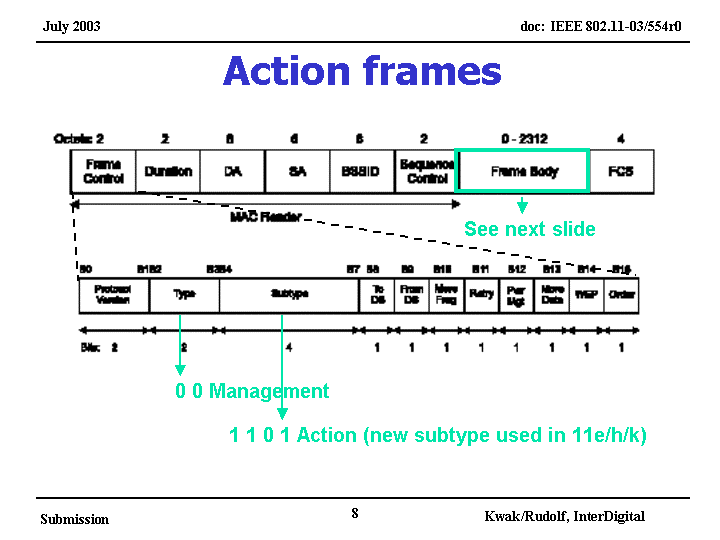 July 2003 doc: IEEE 802.11-03/554r0
Action frames
Octets: 2 2 6 6 6 2 0 - 2312 4
Frame Control Duration DA SA BSSID Sequence Control Frame Body FCS
MAC Header
See next slide
B0 B1 B2 B3 B4 B7 B8 B9 B10 B11 B12 B13 B14 B15
Protocol Version Type Subtype To DS From DS More Frag Retry Pwr Mgt More Data WEP Order
Bits: 2 2 4 1 1 1 1 1 1 1 1
0 0 Management
1 1 0 1 Action (new subtype used in 11e/h/k)
Submission 8 Kwak/Rudolf, InterDigital